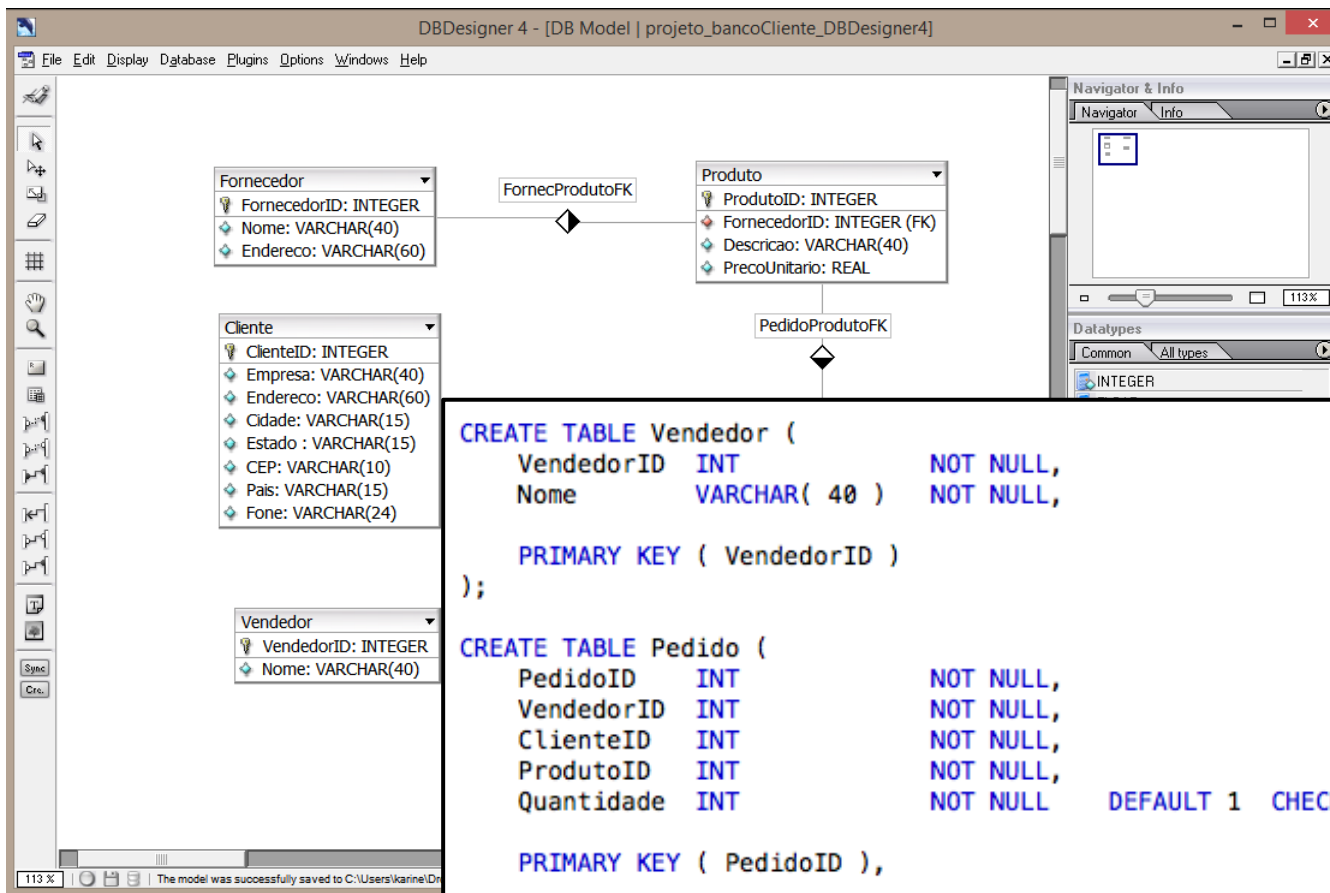 DBDesigner 4 - [DB Model | projeto_bancoCliente_DBDesigner4]
File Edit Display Database Plugins Options Windows Help
Navigator & Info
Navigator Info
113%
Datatypes
Common All types
INTEGER
Fornecedor
FornecedorID: INTEGER
Nome: VARCHAR(40)
Endereco: VARCHAR(60)
FornecProdutoFK
Produto
ProdutoID: INTEGER
FornecedorID: INTEGER (FK)
Descricao: VARCHAR(40)
PrecoUnitario: REAL
PedidoProdutoFK
Cliente
ClienteID: INTEGER
Empresa: VARCHAR(40)
Endereco: VARCHAR(60)
Cidade: VARCHAR(15)
Estado : VARCHAR(15)
CEP: VARCHAR(10)
Pais: VARCHAR(15)
Fone: VARCHAR(24)
Vendedor
VendedorID: INTEGER
Nome: VARCHAR(40)
CREATE TABLE Vendedor (
VendedorID INT NOT NULL,
Nome VARCHAR( 40 ) NOT NULL,
PRIMARY KEY ( VendedorID )
);
CREATE TABLE Pedido (
PedidoID INT NOT NULL,
VendedorID INT NOT NULL,
ClienteID INT NOT NULL,
ProdutoID INT NOT NULL,
Quantidade INT NOT NULL DEFAULT 1 CHEC
PRIMARY KEY ( PedidoID ),
Sync
Cre.
113 %
The model was successfully saved to C:\Users\karine\Dr